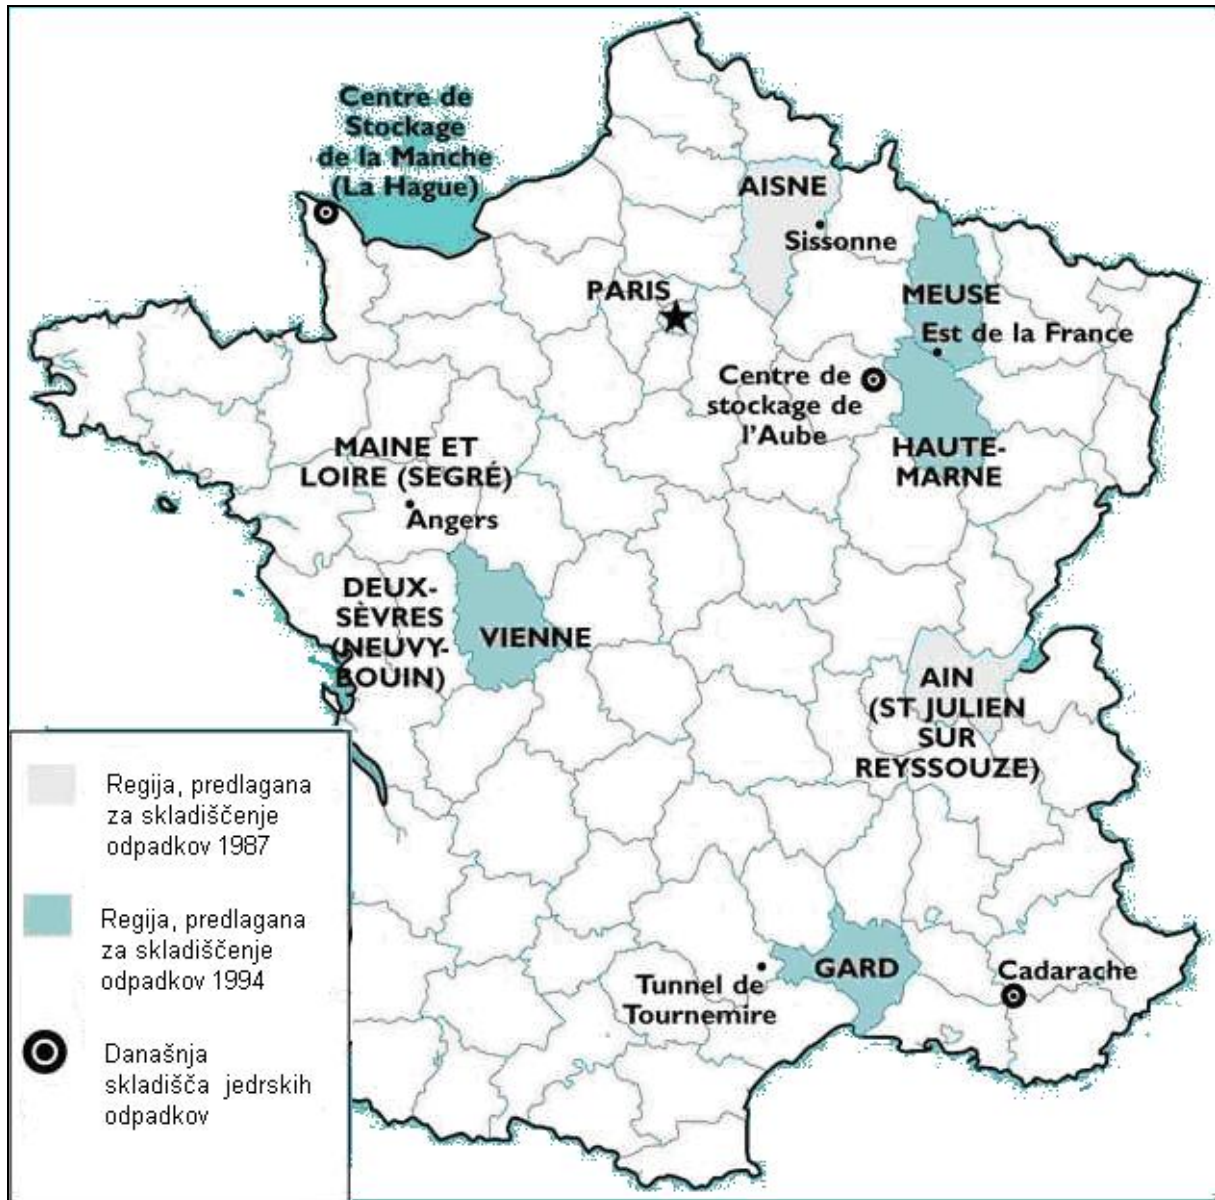 Centre de
Stockage
de la Manche
(La Hague)
AISNE
Sissonne
PARIS
MEUSE
Est de la France
Centre de
stockage de
l'Aube
HAUTE-
MARNE
MAINE ET
LOIRE (SEGRÉ)
Angers
DEUX-
SÈVRES
(NEUVY-
BOUIN)
VIENNE
AIN
(ST JULIEN
SUR
REYSSOUZE)
GARD
Tunnel de
Tournemire
Cadarache
Regija, predlagana
za skladiščenje
odpadkov 1987
Regija, predlagana
za skladiščenje
odpadkov 1994
Današnja
skladišča jedrskih
odpadkov